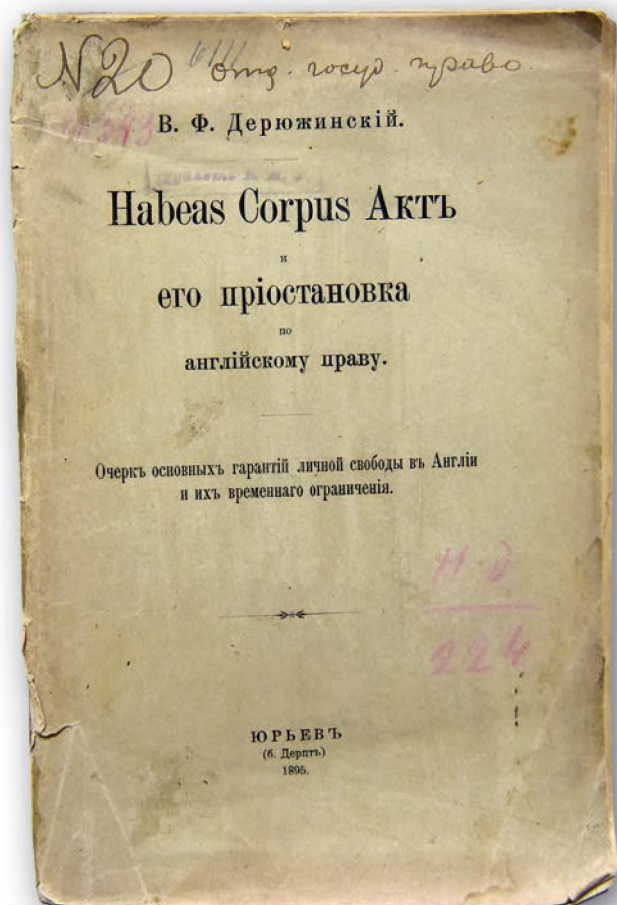 N20 отд. госуд. право
В. Ф. Дерюжинскій.
Habeas Corpus Актъ
и
его пріостановка
по
англійскому праву.
Очеркъ основныхъ гарантій личной свободы въ Англіи
и ихъ временнаго ограниченія.
Н д
224
ЮРЬЕВЪ
(б. Дерптъ)
1895.